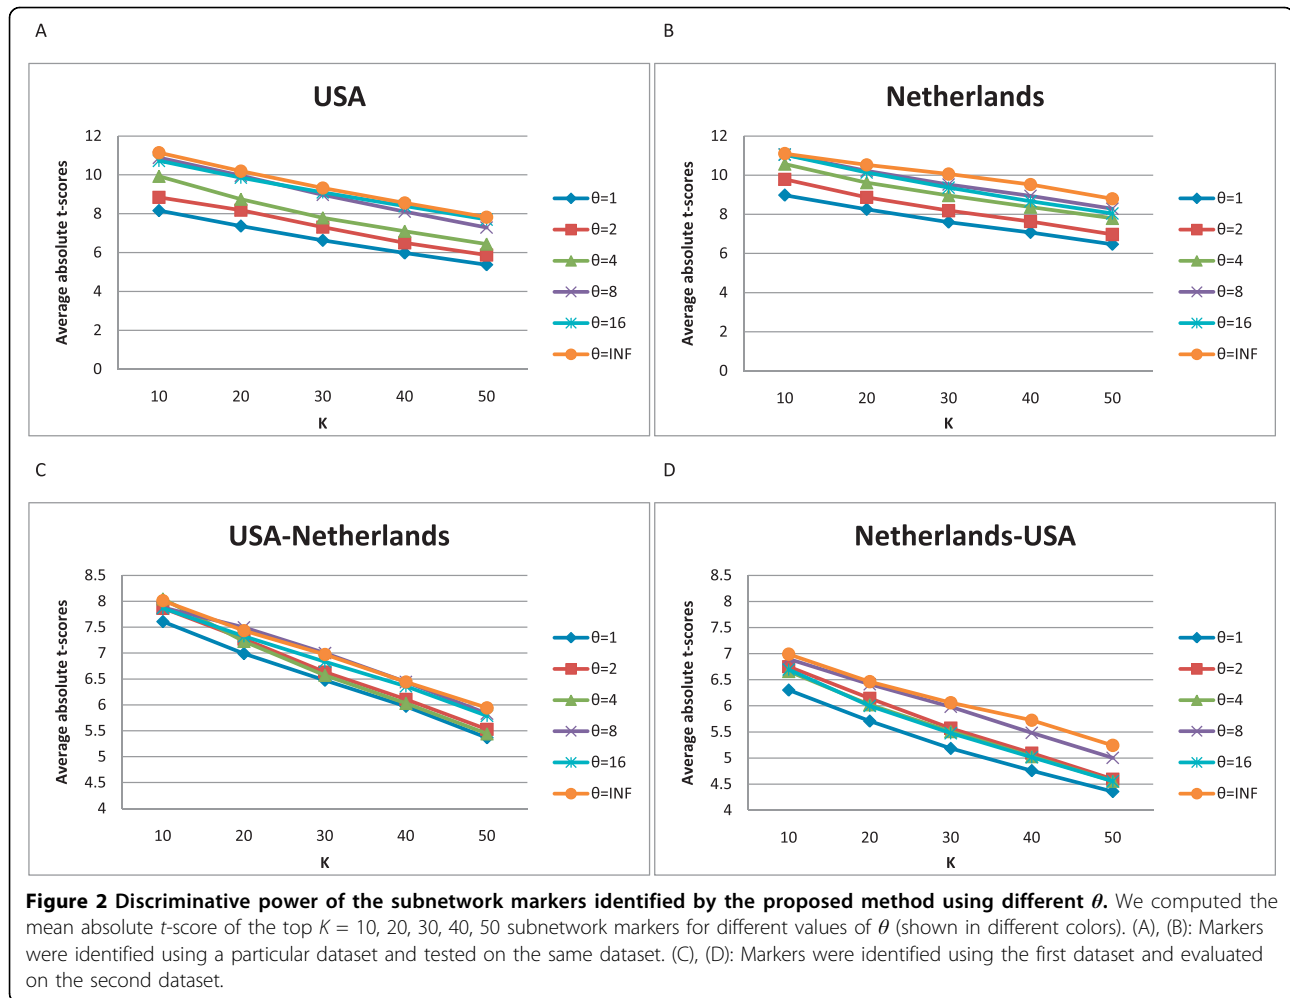 A
USA
Average absolute t-scores
12
10
8
6
4
2
0
10 20 30 40 50
K
θ=1
θ=2
θ=4
θ=8
θ=16
θ=INF
B
Netherlands
Average absolute t-scores
12
10
8
6
4
2
0
10 20 30 40 50
K
θ=1
θ=2
θ=4
θ=8
θ=16
θ=INF
C
USA-Netherlands
Average absolute t-scores
8.5
8
7.5
7
6.5
6
5.5
5
4.5
4
10 20 30 40 50
K
θ=1
θ=2
θ=4
θ=8
θ=16
θ=INF
D
Netherlands-USA
Average absolute t-scores
8.5
8
7.5
7
6.5
6
5.5
5
4.5
4
10 20 30 40 50
K
θ=1
θ=2
θ=4
θ=8
θ=16
θ=INF
Figure 2 Discriminative power of the subnetwork markers identified by the proposed method using different θ. We computed the
mean absolute t-score of the top K = 10, 20, 30, 40, 50 subnetwork markers for different values of θ (shown in different colors). (A), (B): Markers
were identified using a particular dataset and tested on the same dataset. (C), (D): Markers were identified using the first dataset and evaluated
on the second dataset.